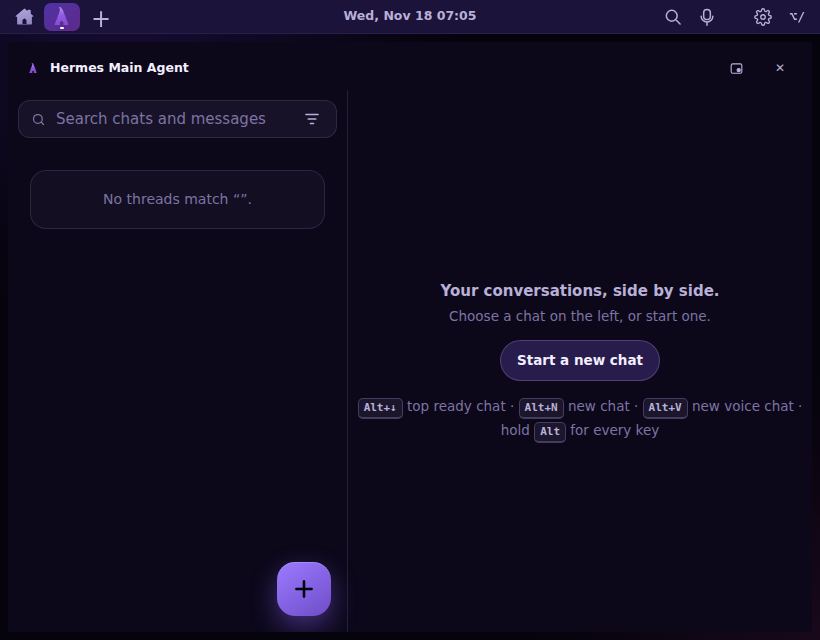 Wed, Nov 18 07:05
Hermes Main Agent
Search chats and messages
No threads match “”.
Your conversations, side by side.
Choose a chat on the left, or start one.
Start a new chat
Alt+↓ top ready chat · Alt+N new chat · Alt+V new voice chat ·
hold Alt for every key